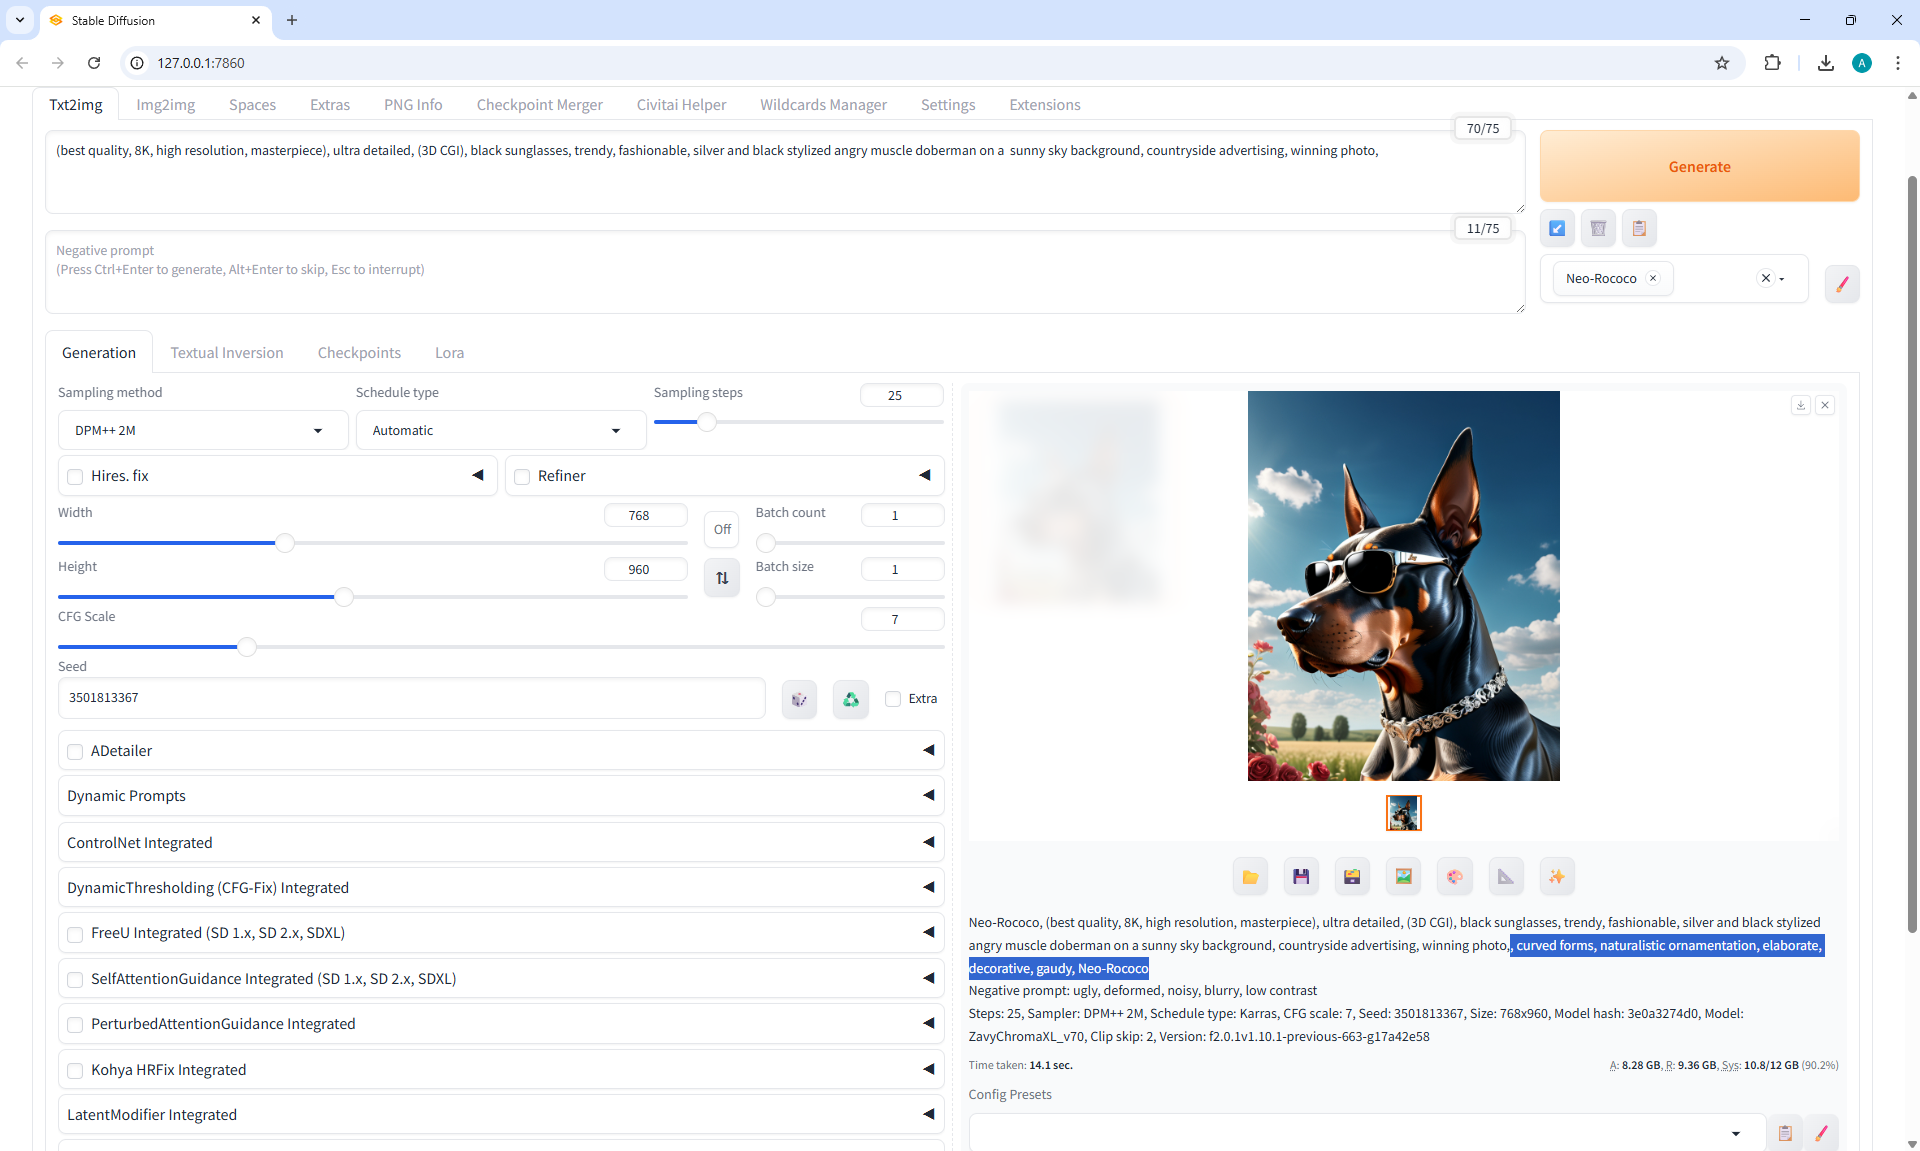 Stable Diffusion
127.0.0.1:7860
A
Txt2img Img2img Spaces Extras PNG Info Checkpoint Merger Civitai Helper Wildcards Manager Settings Extensions
70/75
(best quality, 8K, high resolution, masterpiece), ultra detailed, (3D CGI), black sunglasses, trendy, fashionable, silver and black stylized angry muscle doberman on a  sunny sky background, countryside advertising, winning photo,
Generate
11/75
Negative prompt
(Press Ctrl+Enter to generate, Alt+Enter to skip, Esc to interrupt)
Neo-Rococo
Generation Textual Inversion Checkpoints Lora
Sampling method Schedule type Sampling steps 25
DPM++ 2M Automatic
Hires. fix Refiner
Width 768 Off Batch count 1
Height 960 Batch size 1
CFG Scale 7
Seed
3501813367 Extra
ADetailer
Dynamic Prompts
ControlNet Integrated
DynamicThresholding (CFG-Fix) Integrated
FreeU Integrated (SD 1.x, SD 2.x, SDXL)
SelfAttentionGuidance Integrated (SD 1.x, SD 2.x, SDXL)
PerturbedAttentionGuidance Integrated
Kohya HRFix Integrated
LatentModifier Integrated
Neo-Rococo, (best quality, 8K, high resolution, masterpiece), ultra detailed, (3D CGI), black sunglasses, trendy, fashionable, silver and black stylized
angry muscle doberman on a sunny sky background, countryside advertising, winning photo,, curved forms, naturalistic ornamentation, elaborate,
decorative, gaudy, Neo-Rococo
Negative prompt: ugly, deformed, noisy, blurry, low contrast
Steps: 25, Sampler: DPM++ 2M, Schedule type: Karras, CFG scale: 7, Seed: 3501813367, Size: 768x960, Model hash: 3e0a3274d0, Model:
ZavyChromaXL_v70, Clip skip: 2, Version: f2.0.1v1.10.1-previous-663-g17a42e58
Time taken: 14.1 sec. A: 8.28 GB, R: 9.36 GB, Sys: 10.8/12 GB (90.2%)
Config Presets